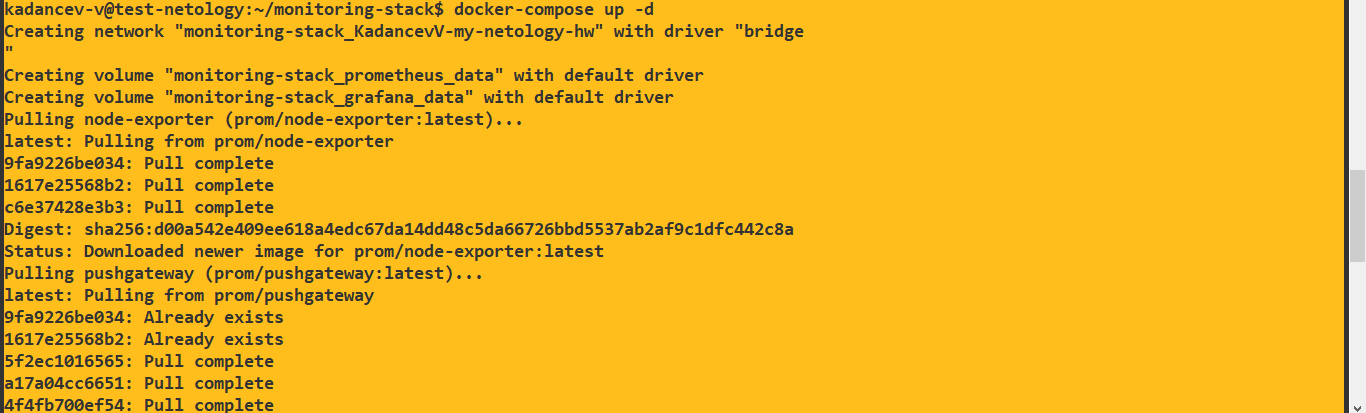 kadancev-v@test-netology:~/monitoring-stack$ docker-compose up -d
Creating network "monitoring-stack_KadancevV-my-netology-hw" with driver "bridge
"
Creating volume "monitoring-stack_prometheus_data" with default driver
Creating volume "monitoring-stack_grafana_data" with default driver
Pulling node-exporter (prom/node-exporter:latest)...
latest: Pulling from prom/node-exporter
9fa9226be034: Pull complete
1617e25568b2: Pull complete
c6e37428e3b3: Pull complete
Digest: sha256:d00a542e409ee618a4edc67da14dd48c5da66726bbd5537ab2af9c1dfc442c8a
Status: Downloaded newer image for prom/node-exporter:latest
Pulling pushgateway (prom/pushgateway:latest)...
latest: Pulling from prom/pushgateway
9fa9226be034: Already exists
1617e25568b2: Already exists
5f2ec1016565: Pull complete
a17a04cc6651: Pull complete
4f4fb700ef54: Pull complete